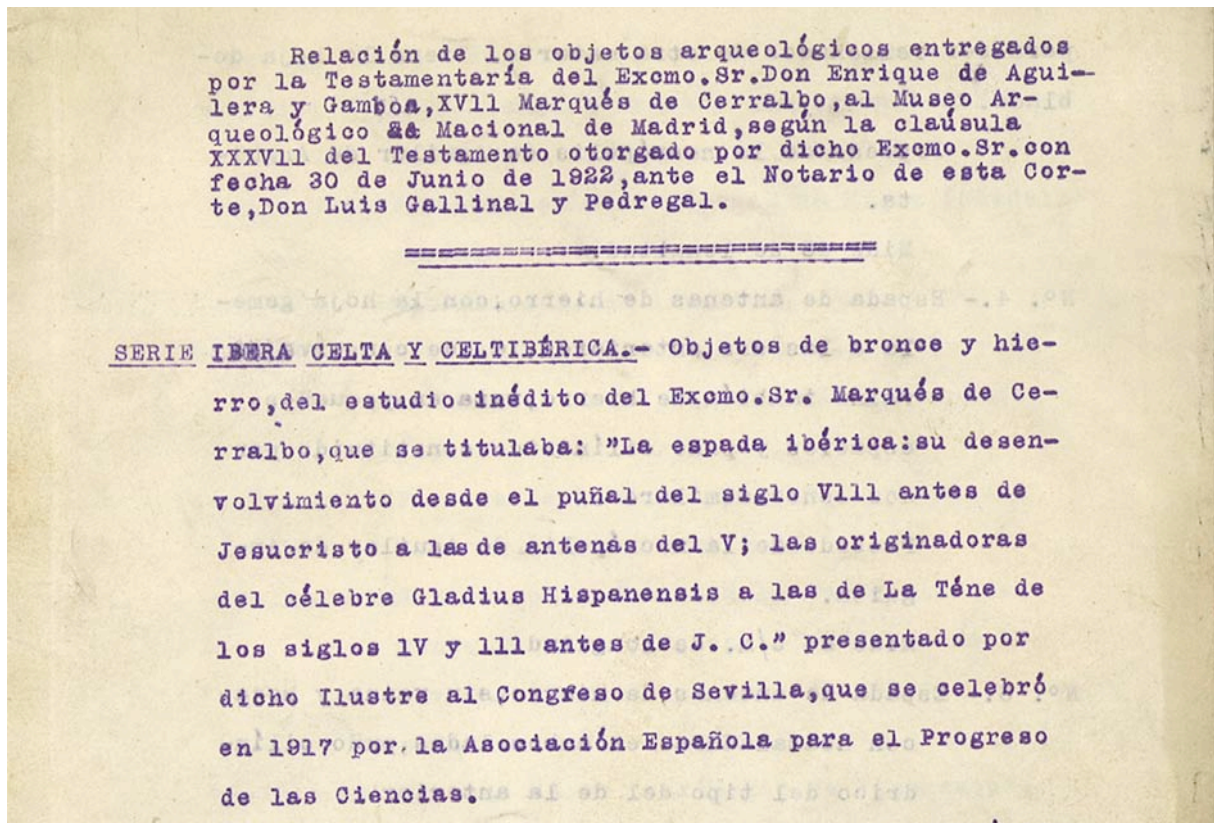 Relación de los objetos arqueológicos entregados
por la Testamentaría del Excmo.Sr.Don Enrique de Agui-
lera y Gamboa,XVll Marqués de Cerralbo,al Museo Ar-
queológico && Macional de Madrid,según la claúsula
XXXVll del Testamento otorgado por dicho Excmo.Sr.con
fecha 30 de Junio de 1922,ante el Notario de esta Cor-
te,Don Luis Gallinal y Pedregal.
SERIE IBERA CELTA Y CELTIBÉRICA.- Objetos de bronce y hie-
rro,del estudio inédito del Excmo.Sr. Marqués de Ce-
rralbo,que se titulaba: "La espada ibérica:su desen-
volvimiento desde el puñal del siglo Vlll antes de
Jesucristo a las de antenas del V; las originadoras
del célebre Gladius Hispanensis a las de La Téne de
los siglos lV y lll antes de J. C." presentado por
dicho Ilustre al Congreso de Sevilla,que se celebró
en 1917 por.la Asociación Española para el Progreso
de las Ciencias.